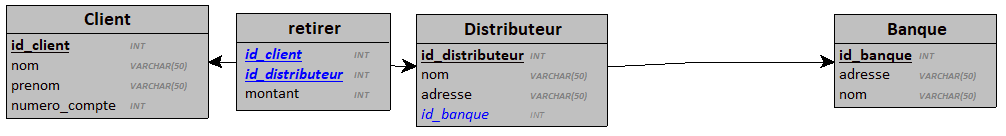 Client
id_client INT
nom VARCHAR(50)
prenom VARCHAR(50)
numero_compte INT
retirer
id_client INT
id_distributeur INT
montant INT
Distributeur
id_distributeur INT
nom VARCHAR(50)
adresse VARCHAR(50)
id_banque INT
Banque
id_banque INT
adresse VARCHAR(50)
nom VARCHAR(50)